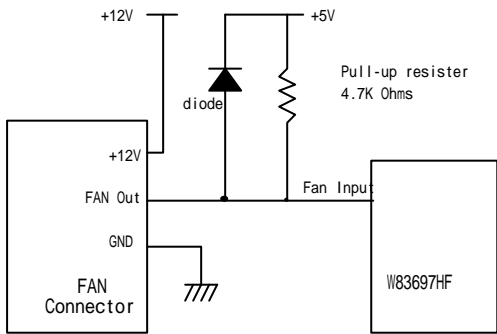 +12V
+5V
Pull-up resister
4.7K Ohms
diode
+12V
FAN Out
Fan Input
GND
FAN
Connector
W83697HF